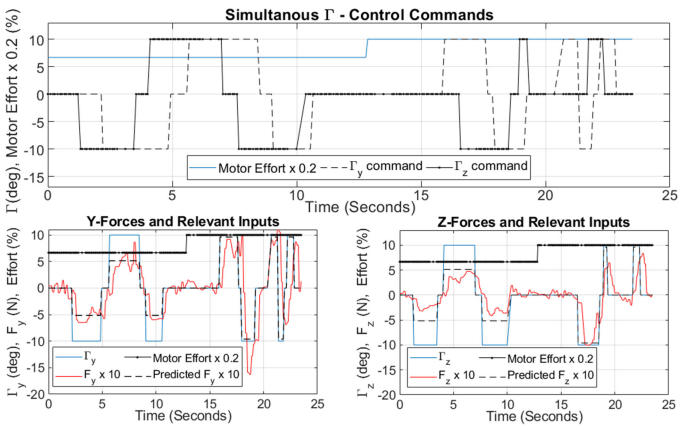 Simultanous Γ - Control Commands
Γ(deg), Motor Effort x 0.2 (%)
10
5
0
-5
-10
-15
Motor Effort x 0.2 Γy command Γz command
0 5 10 15 20 25
Time (Seconds)
Y-Forces and Relevant Inputs
Γy (deg), Fy (N), Effort (%)
10
5
0
-5
-10
-15
-20
Γy Motor Effort x 0.2
Fy x 10 Predicted Fy x 10
0 5 10 15 20 25
Time (Seconds)
Z-Forces and Relevant Inputs
Γz (deg), Fz (N), Effort (%)
10
5
0
-5
-10
-15
-20
Γz Motor Effort x 0.2
Fz x 10 Predicted Fz x 10
0 5 10 15 20 25
Time (Seconds)